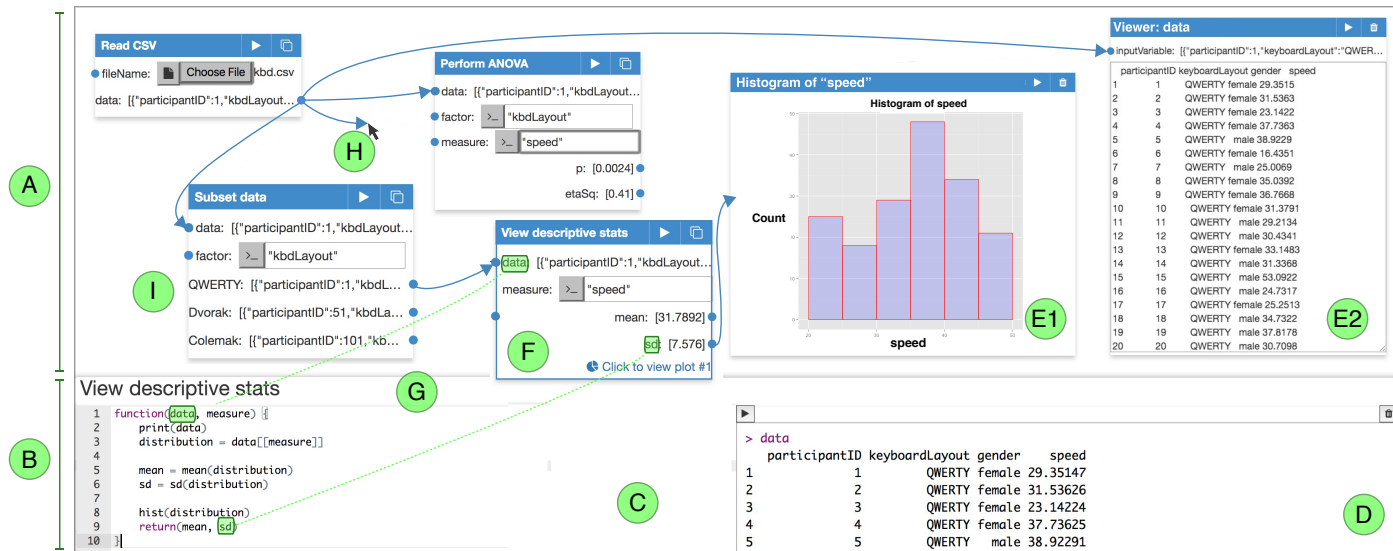 A
Read CSV
fileName: Choose File kbd.csv
data: [{"participantID":1,"kbdLayout...
H
Perform ANOVA
data: [{"participantID":1,"kbdLayout...
factor: >_ "kbdLayout"
measure: >_ "speed"
p: [0.0024]
etaSq: [0.41]
Subset data
data: [{"participantID":1,"kbdLayout...
factor: >_ "kbdLayout"
QWERTY: [{"participantID":1,"kbdL...
Dvorak: [{"participantID":51,"kbdLa...
Colemak: [{"participantID":101,"kb...
I
View descriptive stats
data: [{"participantID":1,"kbdLayout...
measure: >_ "speed"
mean: [31.7892]
sd: [7.576]
Click to view plot #1
F
G
Histogram of “speed”
Histogram of speed
Count
speed
E1
Viewer: data
inputVariable: [{"participantID":1,"keyboardLayout":"QWER...
participantID keyboardLayout gender speed
1 1 QWERTY female 29.3515
2 2 QWERTY female 31.5363
3 3 QWERTY female 23.1422
4 4 QWERTY female 37.7363
5 5 QWERTY male 38.9229
6 6 QWERTY female 16.4351
7 7 QWERTY male 25.0069
8 8 QWERTY female 35.0392
9 9 QWERTY female 36.7668
10 10 QWERTY female 31.3791
11 11 QWERTY male 29.2134
12 12 QWERTY male 30.4341
13 13 QWERTY female 33.1483
14 14 QWERTY male 31.3368
15 15 QWERTY male 53.0922
16 16 QWERTY male 24.7317
17 17 QWERTY female 25.2513
18 18 QWERTY male 34.7322
19 19 QWERTY male 37.8178
20 20 QWERTY male 30.7098
E2
B
View descriptive stats
1 function(data, measure) {
2 print(data)
3 distribution = data[[measure]]
4
5 mean = mean(distribution)
6 sd = sd(distribution)
7
8 hist(distribution)
9 return(mean, sd)
10 }
C
> data
participantID keyboardLayout gender speed
1 1 QWERTY female 29.35147
2 2 QWERTY female 31.53626
3 3 QWERTY female 23.14224
4 4 QWERTY female 37.73625
5 5 QWERTY male 38.92291
D